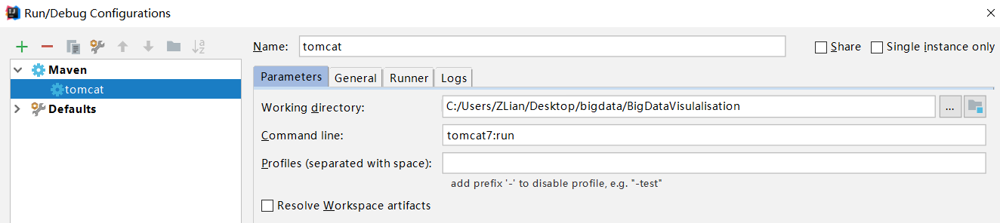 Run/Debug Configurations
Name: tomcat
Share
Single instance only
Maven
tomcat
Defaults
Parameters General Runner Logs
Working directory: C:/Users/ZLian/Desktop/bigdata/BigDataVisulalisation ...
Command line: tomcat7:run
Profiles (separated with space):
add prefix '-' to disable profile, e.g. "-test"
Resolve Workspace artifacts